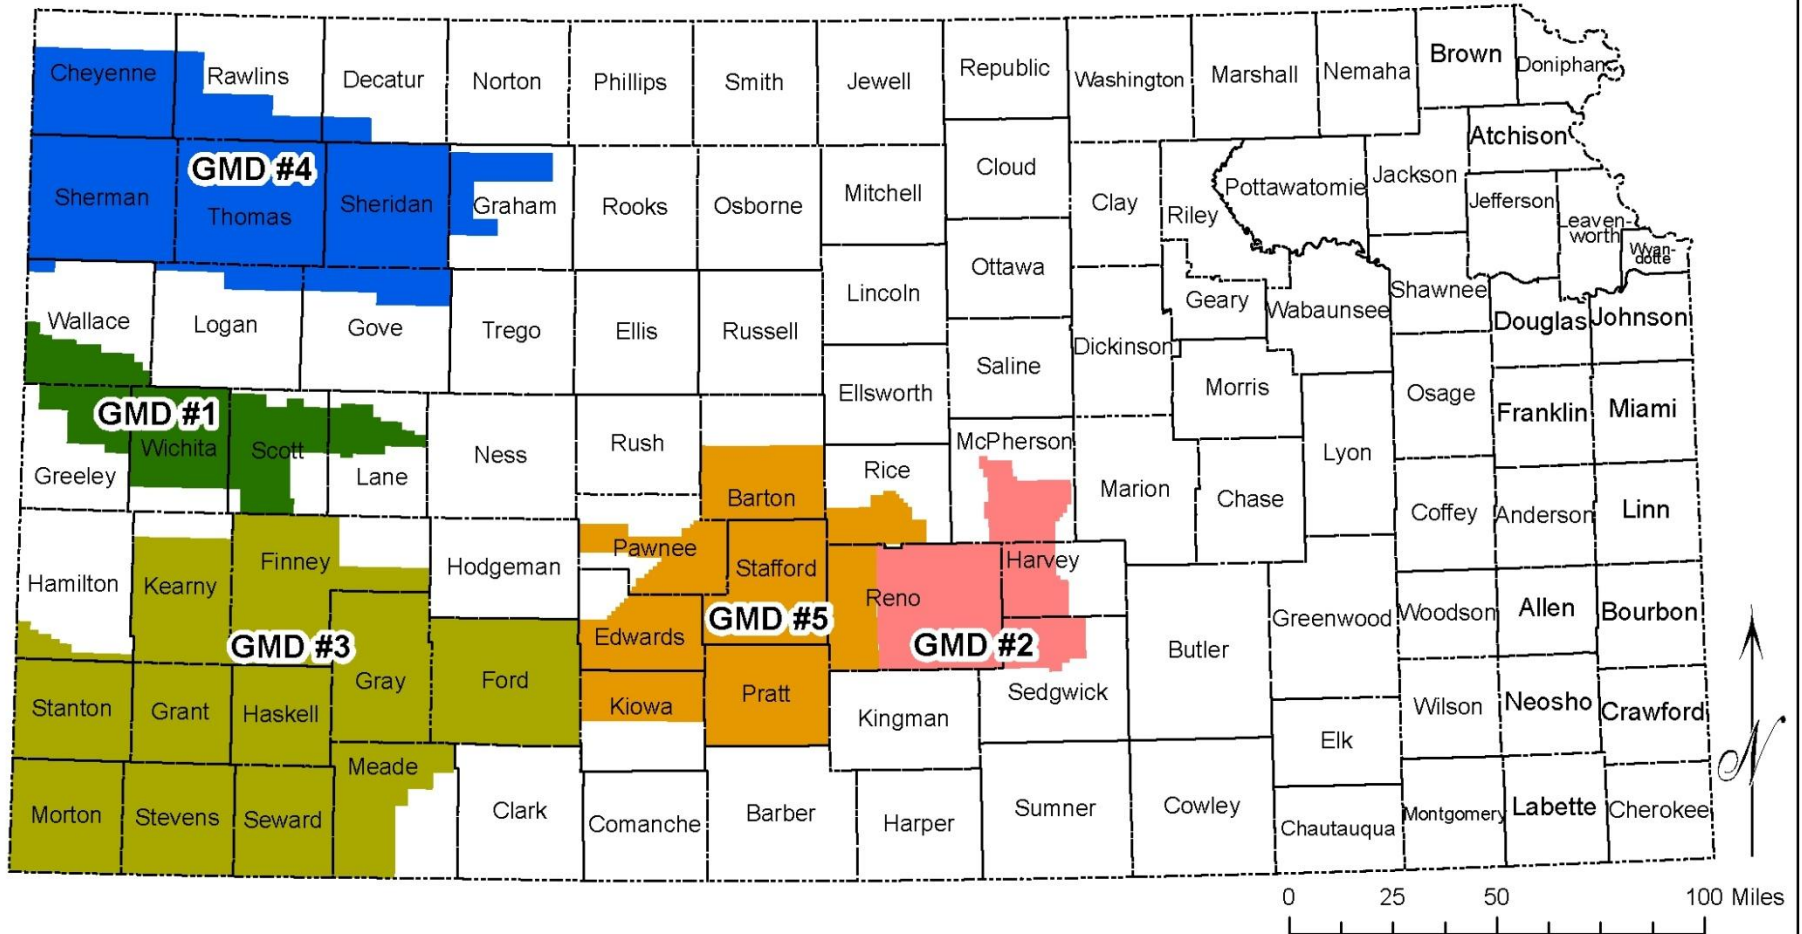 Cheyenne
Rawlins
Decatur
Norton
Phillips
Smith
Jewell
Republic
Washington
Marshall
Nemaha
Brown
Doniphan
Sherman
GMD #4
Thomas
Sheridan
Graham
Rooks
Osborne
Mitchell
Cloud
Clay
Riley
Pottawatomie
Jackson
Atchison
Jefferson
Leaven-
worth
Wyan-
dotte
Wallace
Logan
Gove
Trego
Ellis
Russell
Lincoln
Ottawa
Saline
Dickinson
Geary
Wabaunsee
Shawnee
Douglas
Johnson
GMD #1
Greeley
Wichita
Scott
Lane
Ness
Rush
Barton
Ellsworth
Rice
McPherson
Marion
Morris
Chase
Lyon
Osage
Franklin
Miami
Coffey
Anderson
Linn
Hamilton
Kearny
Finney
Hodgeman
Pawnee
Stafford
Reno
Harvey
GMD #3
Gray
Ford
Edwards
GMD #5
GMD #2
Butler
Greenwood
Woodson
Allen
Bourbon
Stanton
Grant
Haskell
Kiowa
Pratt
Kingman
Sedgwick
Elk
Wilson
Neosho
Crawford
Morton
Stevens
Seward
Meade
Clark
Comanche
Barber
Harper
Sumner
Cowley
Chautauqua
Montgomery
Labette
Cherokee
N
0 25 50 100 Miles